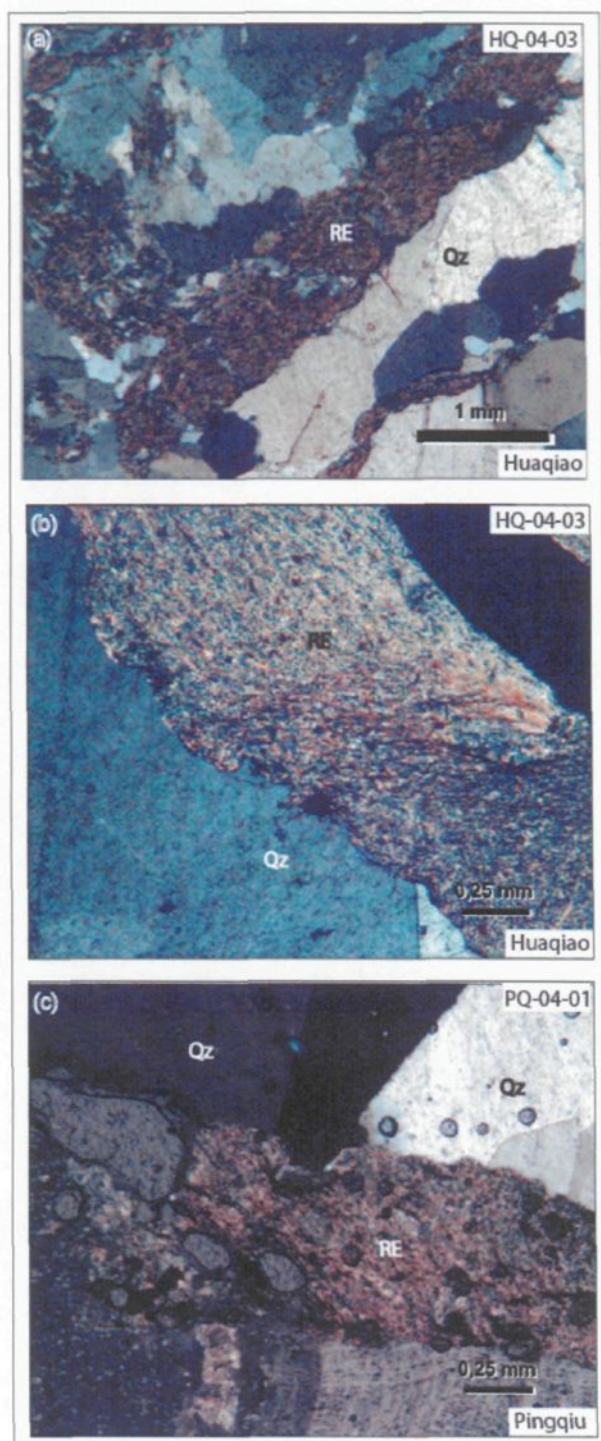 (a)
HQ-04-03
RE
Qz
1 mm
Huaqiao
(b)
HQ-04-03
RE
Qz
0,25 mm
Huaqiao
(c)
PQ-04-01
Qz
Qz
RE
0,25 mm
Pingqiu